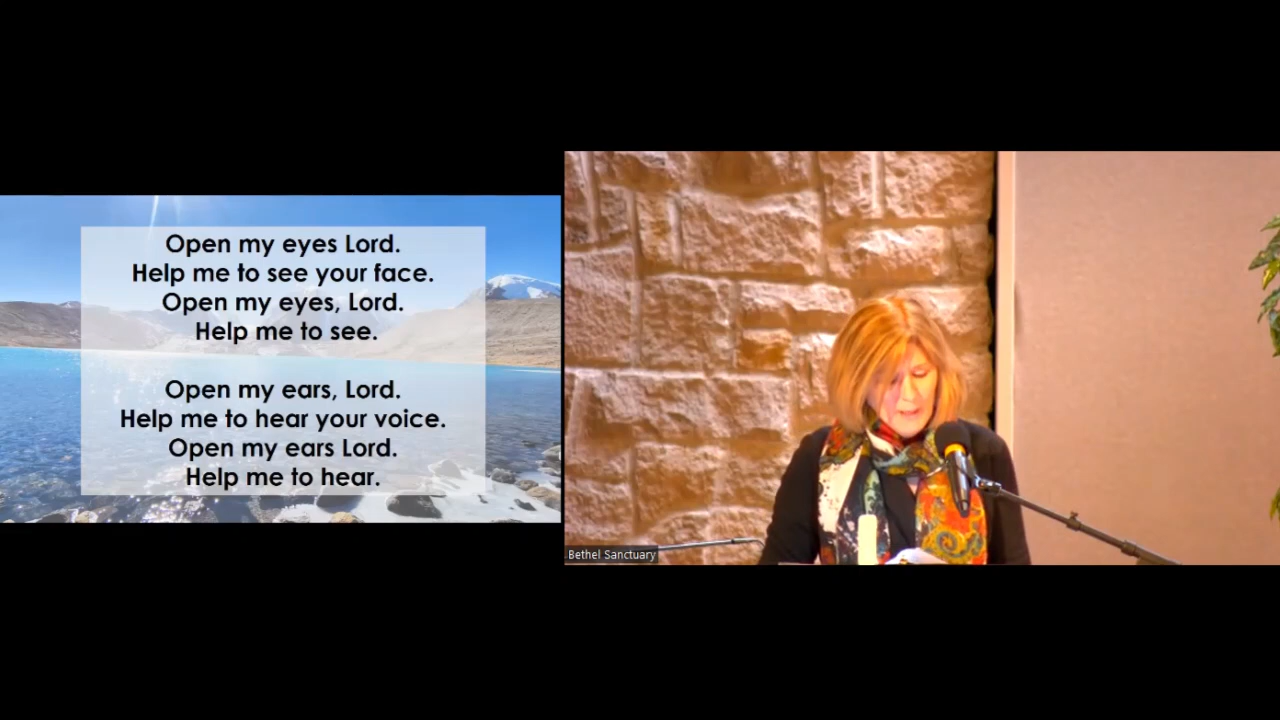 Open my eyes Lord.
Help me to see your face.
Open my eyes, Lord.
Help me to see.
Open my ears, Lord.
Help me to hear your voice.
Open my ears Lord.
Help me to hear.
Bethel Sanctuary